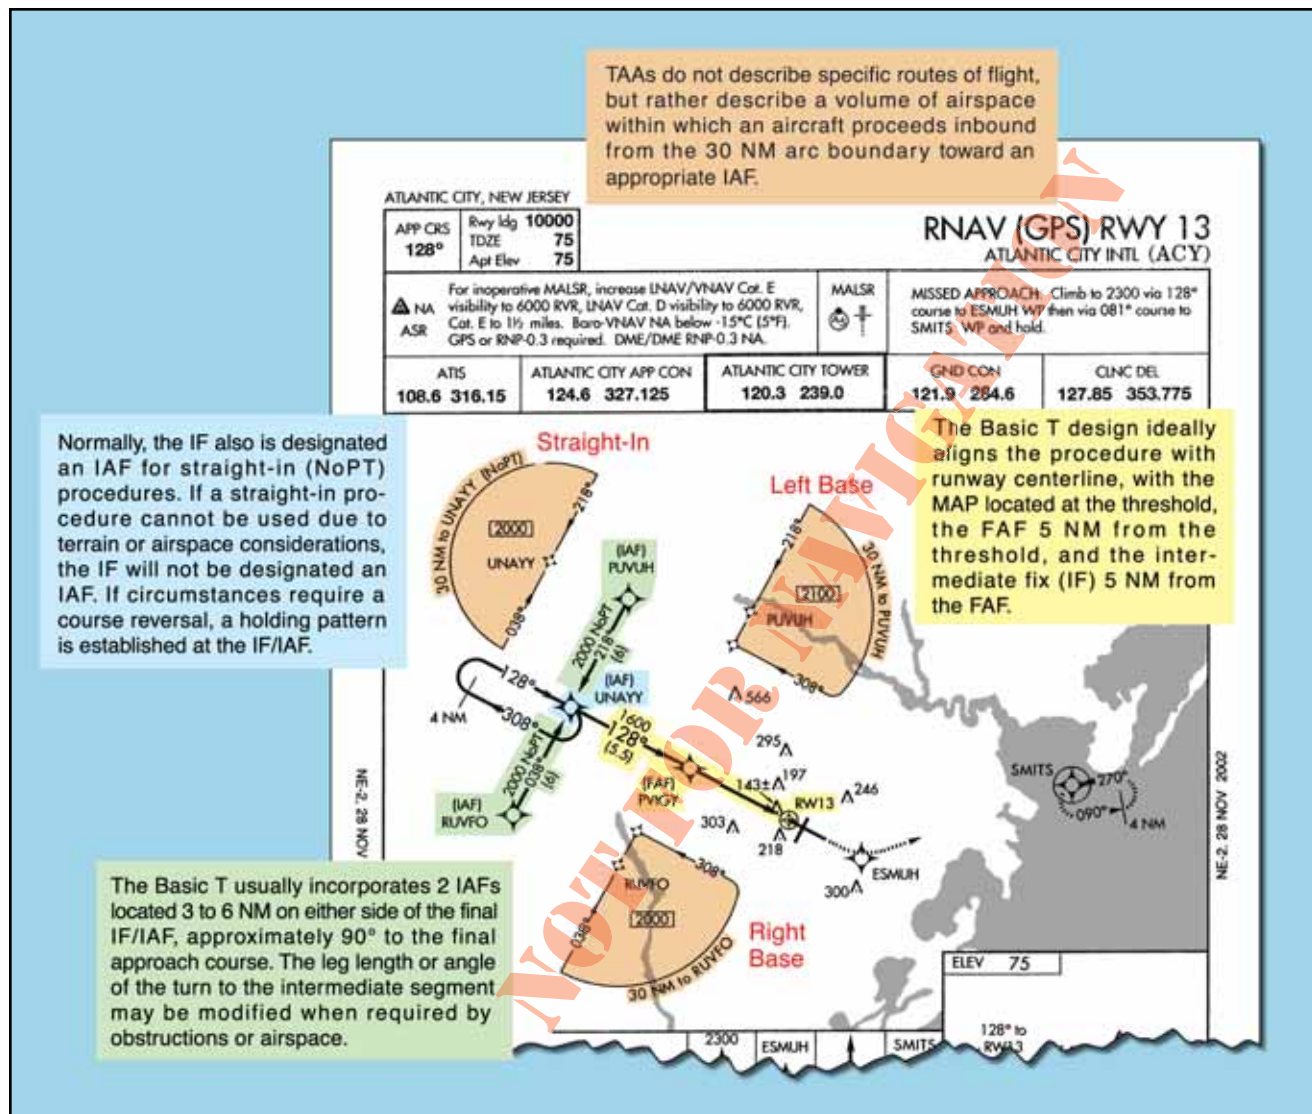 TAAs do not describe specific routes of flight,
but rather describe a volume of airspace
within which an aircraft proceeds inbound
from the 30 NM arc boundary toward an
appropriate IAF.
ATLANTIC CITY, NEW JERSEY
APP CRS
128°
Rwy ldg 10000
TDZE 75
Apt Elev 75
RNAV (GPS) RWY 13
ATLANTIC CITY INTL (ACY)
NA
ASR
For inoperative MALSR, increase LNAV/VNAV Cat. E
visibility to 6000 RVR, LNAV Cat. D visibility to 6000 RVR,
Cat. E to 1½ miles. Baro-VNAV NA below -15°C (5°F).
GPS or RNP-0.3 required. DME/DME RNP-0.3 NA.
MALSR
MISSED APPROACH: Climb to 2300 via 128°
course to ESMUH WP then via 081° course to
SMITS WP and hold.
ATIS
108.6 316.15
ATLANTIC CITY APP CON
124.6 327.125
ATLANTIC CITY TOWER
120.3 239.0
GND CON
121.9 284.6
CLNC DEL
127.85 353.775
Normally, the IF also is designated
an IAF for straight-in (NoPT)
procedures. If a straight-in pro-
cedure cannot be used due to
terrain or airspace considerations,
the IF will not be designated an
IAF. If circumstances require a
course reversal, a holding pattern
is established at the IF/IAF.
The Basic T design ideally
aligns the procedure with
runway centerline, with the
MAP located at the threshold,
the FAF 5 NM from the
threshold, and the inter-
mediate fix (IF) 5 NM from
the FAF.
Straight-In
30 NM to UNAYY (NoPT)
2000
218°
UNAYY
038°
Left Base
218°
30 NM to PUVUH
2100
PUVUH
308°
(IAF)
PUVUH
2000 NoPT
218°
(6)
(IAF)
UNAYY
128°
308°
4 NM
2000 NoPT
038°
(6)
(IAF)
RUVFO
1600
128°
(5.5)
(FAF)
PVIGY
566
295
197
143±
246
RW13
303
218
300
ESMUH
SMITS
270°
090°
4 NM
308°
RUVFO
2000
038°
30 NM to RUVFO
Right
Base
NE-2, 28 NOV
NE-2, 28 NOV 2002
The Basic T usually incorporates 2 IAFs
located 3 to 6 NM on either side of the final
IF/IAF, approximately 90° to the final
approach course. The leg length or angle
of the turn to the intermediate segment
may be modified when required by
obstructions or airspace.
ELEV 75
128° to
RW13
2300
ESMUH
SMITS
NOT FOR NAVIGATION